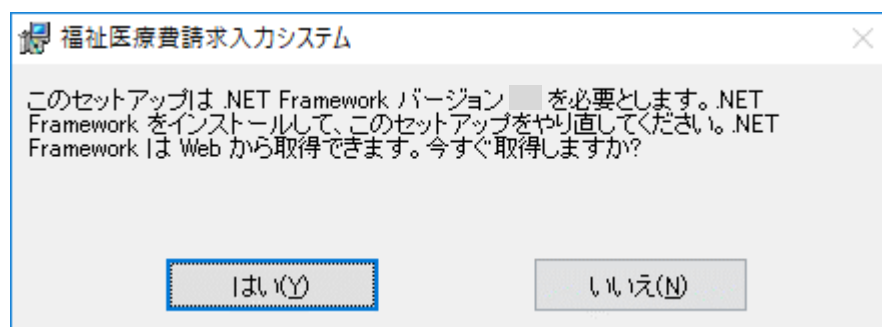 福祉医療費請求入力システム
このセットアップは .NET Framework バージョン を必要とします。.NET
Framework をインストールして、このセットアップをやり直してください。.NET
Framework は Web から取得できます。今すぐ取得しますか?
はい(Y) いいえ(N)